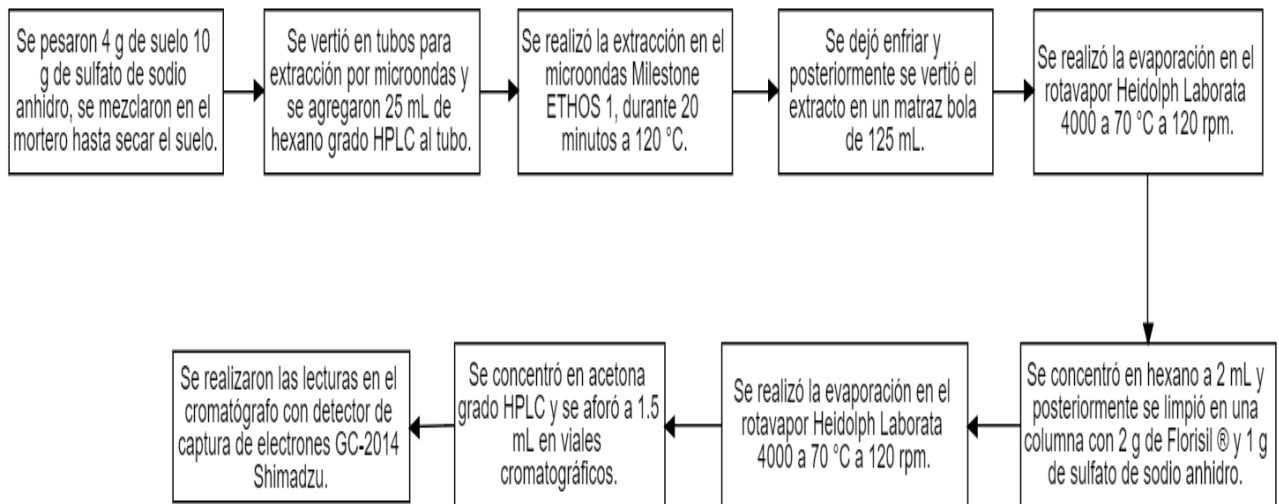 Se pesaron 4 g de suelo 10
g de sulfato de sodio
anhidro, se mezclaron en el
mortero hasta secar el suelo.
Se vertió en tubos para
extracción por microondas y
se agregaron 25 mL de
hexano grado HPLC al tubo.
Se realizó la extracción en el
microondas Milestone
ETHOS 1, durante 20
minutos a 120 °C.
Se dejó enfriar y
posteriormente se vertió el
extracto en un matraz bola
de 125 mL.
Se realizó la evaporación en el
rotavapor Heidolph Laborata
4000 a 70 °C a 120 rpm.
Se concentró en hexano a 2 mL y
posteriormente se limpió en una
columna con 2 g de Florisil ® y 1 g
de sulfato de sodio anhidro.
Se realizó la evaporación en el
rotavapor Heidolph Laborata
4000 a 70 °C a 120 rpm.
Se concentró en acetona
grado HPLC y se aforó a 1.5
mL en viales
cromatográficos.
Se realizaron las lecturas en el
cromatógrafo con detector de
captura de electrones GC-2014
Shimadzu.